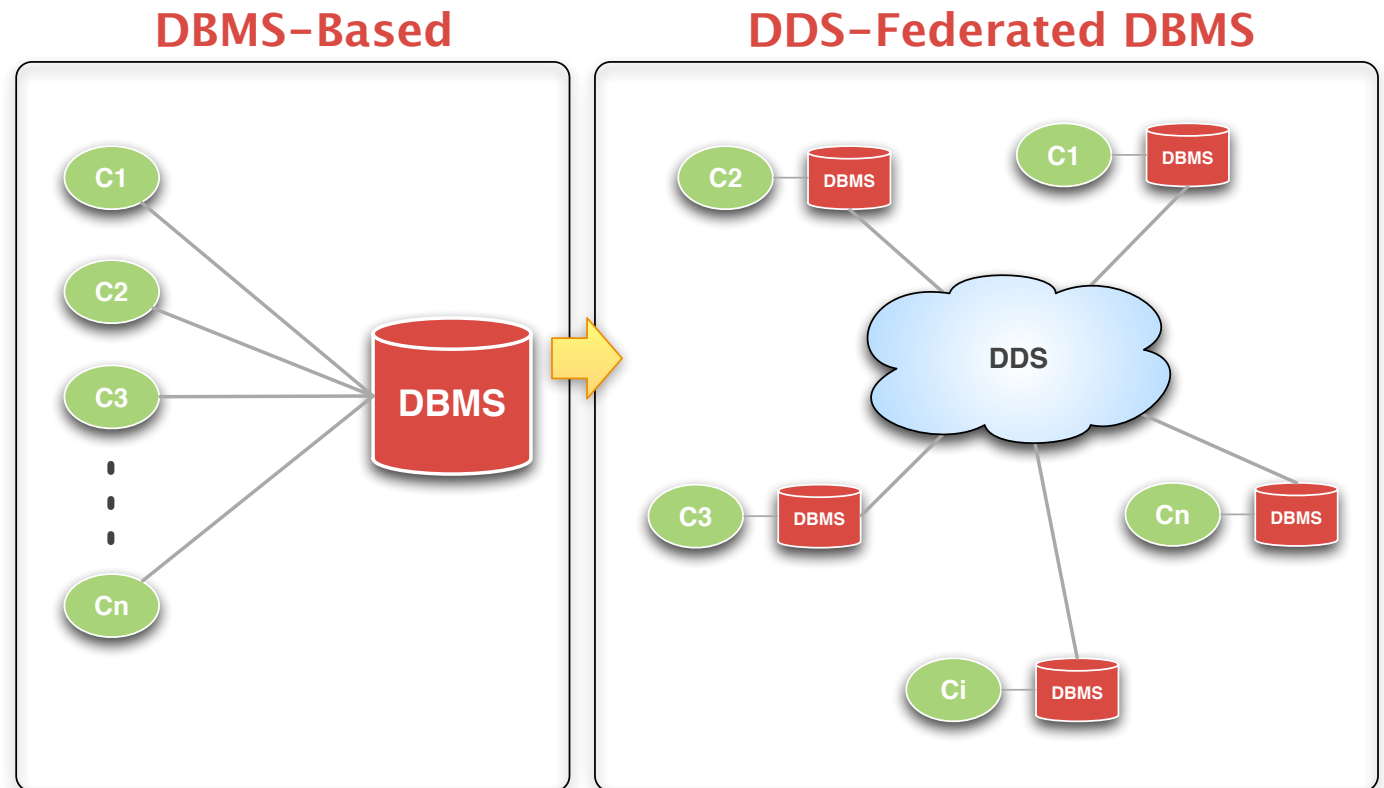 DBMS-Based
C1
C2
C3
Cn
DBMS
DDS-Federated DBMS
C2
DBMS
C1
DBMS
DDS
C3
DBMS
Cn
DBMS
Ci
DBMS